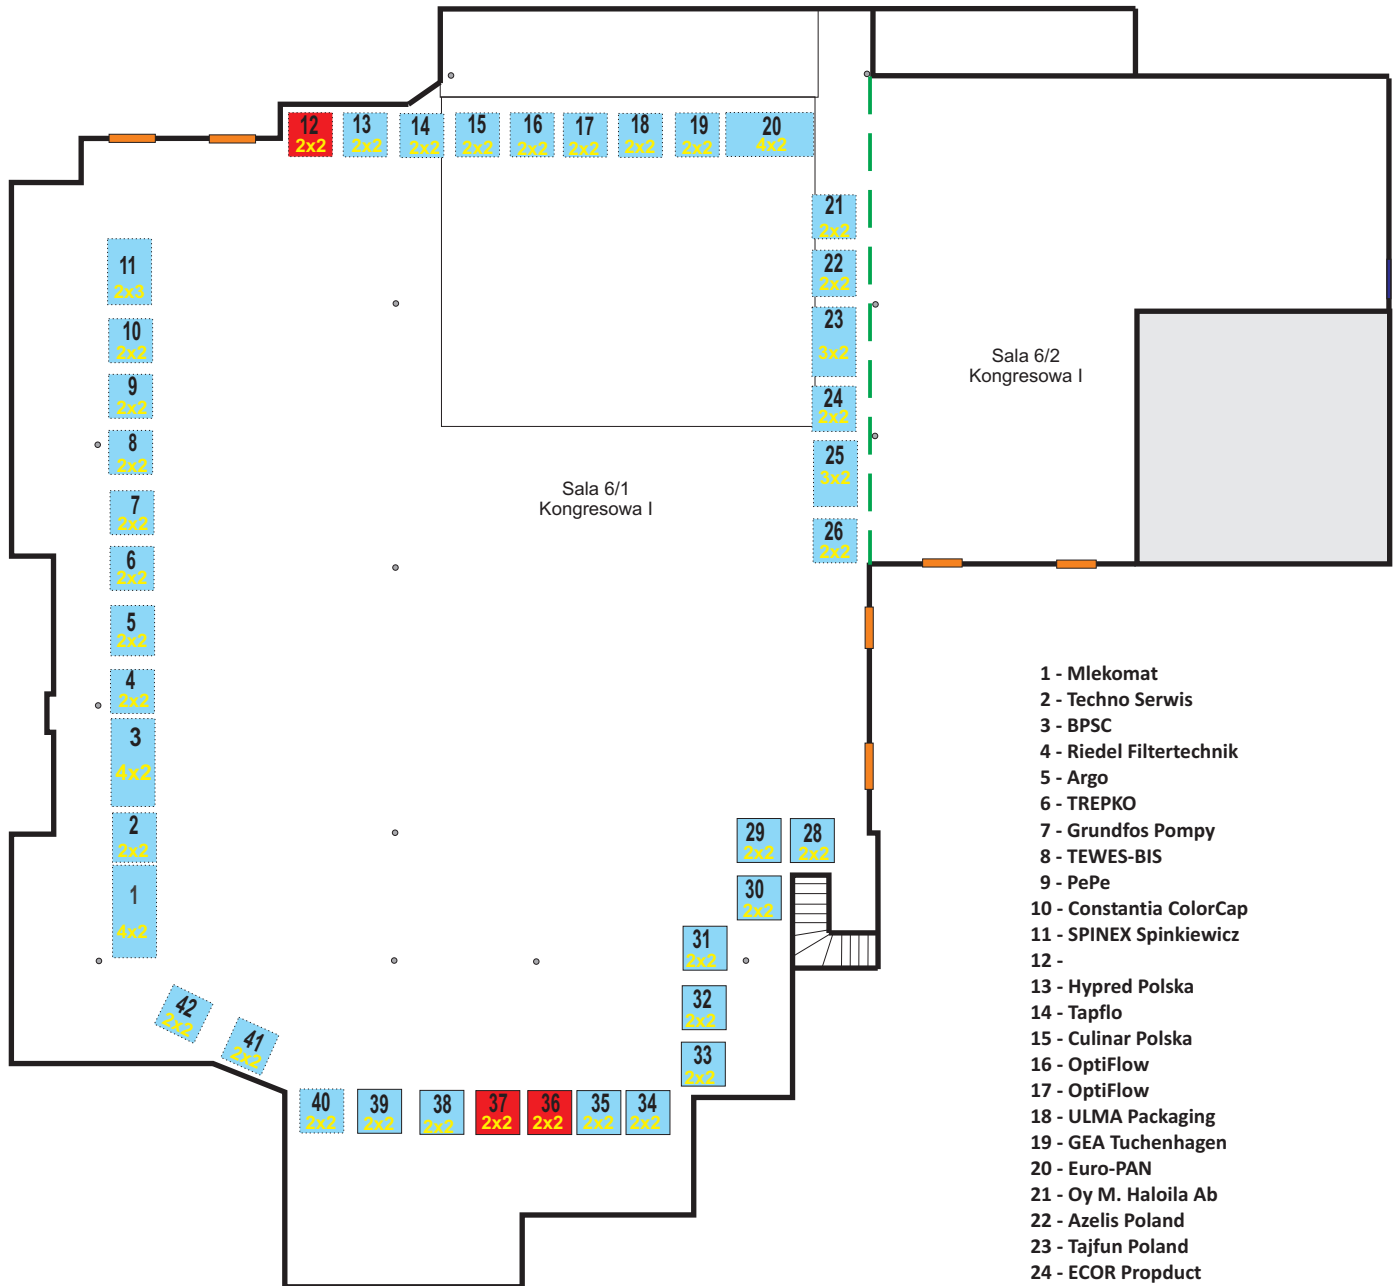 12 13 14 15 16 17 18 19 20
2x2 2x2 2x2 2x2 2x2 2x2 2x2 2x2 4x2
21
2x2
22
2x2
23
3x2
24
2x2
25
3x2
26
2x2
11
2x3
10
2x2
9
2x2
8
2x2
7
2x2
6
2x2
5
2x2
4
2x2
3
4x2
2
2x2
1
4x2
Sala 6/1
Kongresowa I
Sala 6/2
Kongresowa I
29 28
2x2 2x2
30
2x2
31
2x2
32
2x2
33
2x2
42
2x2
41
2x2
40 39 38 37 36 35 34
2x2 2x2 2x2 2x2 2x2 2x2 2x2
1 - Mlekomat
2 - Techno Serwis
3 - BPSC
4 - Riedel Filtertechnik
5 - Argo
6 - TREPKO
7 - Grundfos Pompy
8 - TEWES-BIS
9 - PePe
10 - Constantia ColorCap
11 - SPINEX Spinkiewicz
12 -
13 - Hypred Polska
14 - Tapflo
15 - Culinar Polska
16 - OptiFlow
17 - OptiFlow
18 - ULMA Packaging
19 - GEA Tuchenhagen
20 - Euro-PAN
21 - Oy M. Haloila Ab
22 - Azelis Poland
23 - Tajfun Poland
24 - ECOR Propduct